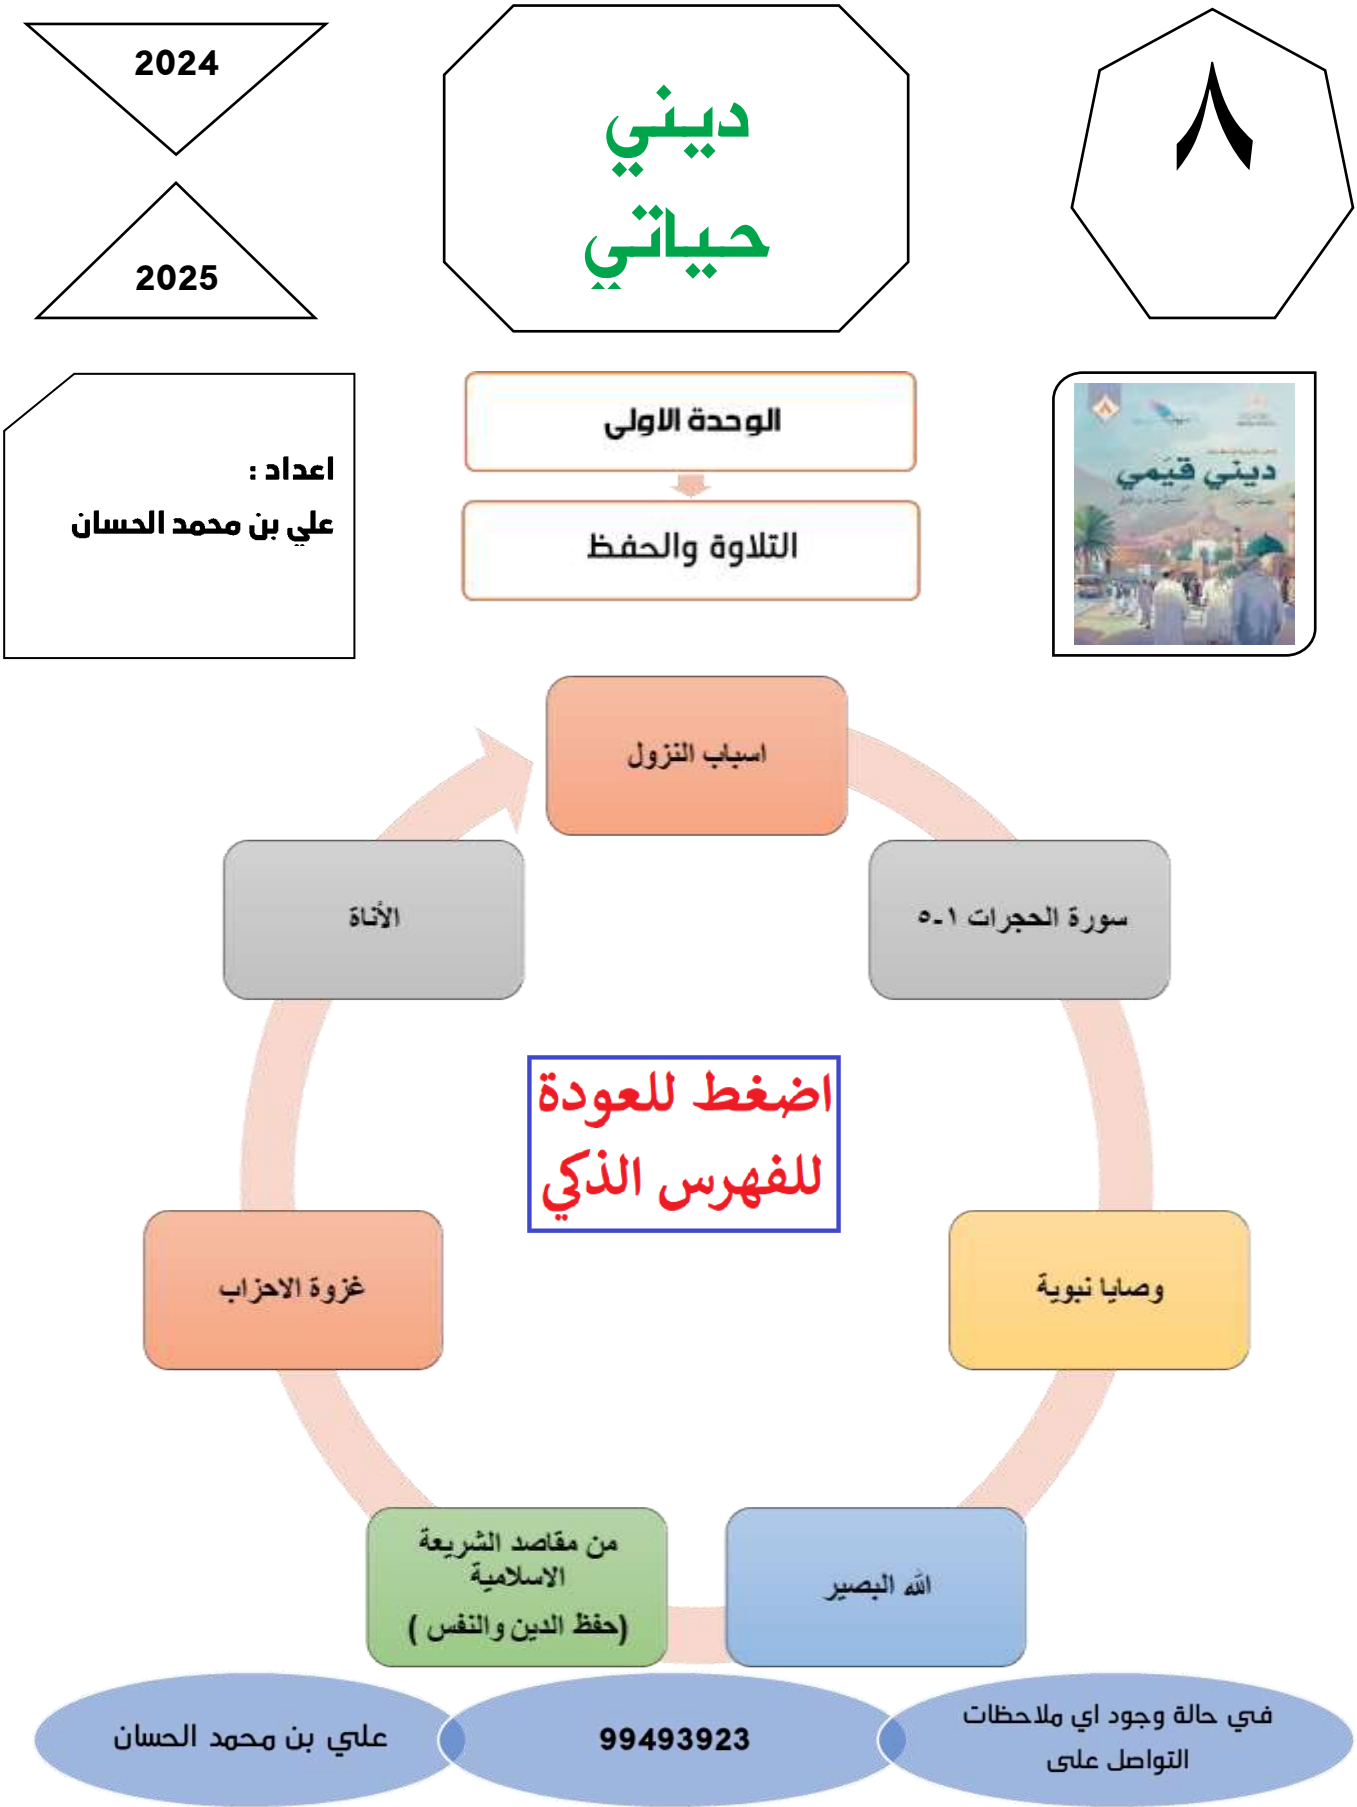 ٨
ديني
حياتي
2024
2025
ديني قيمي
٨
الوحدة الاولى
التلاوة والحفظ
اعداد :
علي بن محمد الحسان
اسباب النزول
سورة الحجرات ١-٥
وصايا نبوية
الله البصير
من مقاصد الشريعة
الاسلامية
(حفظ الدين والنفس )
غزوة الاحزاب
الأناة
اضغط للعودة
للفهرس الذكي
في حالة وجود اي ملاحظات
التواصل على
99493923
علي بن محمد الحسان